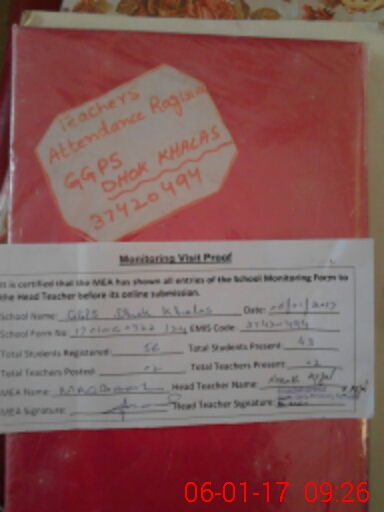 Teachers
Attendance
GGPS
DHOK KHALAS
37420494
Monitoring Visit Proof
It is certified that the MEA has shown all entries of the School Monitoring Form to
the Head Teacher before its online submission.
School Name: GGPS Dhok Khalas Date: /01/2017
School Form No: EMIS Code: 37420494
Total Students Registered: 56 Total Students Present: 43
Total Teachers Posted: 02 Total Teachers Present: 02
MEA Name: Head Teacher Name:
MEA Signature: Head Teacher Signature:
06-01-17 09:26